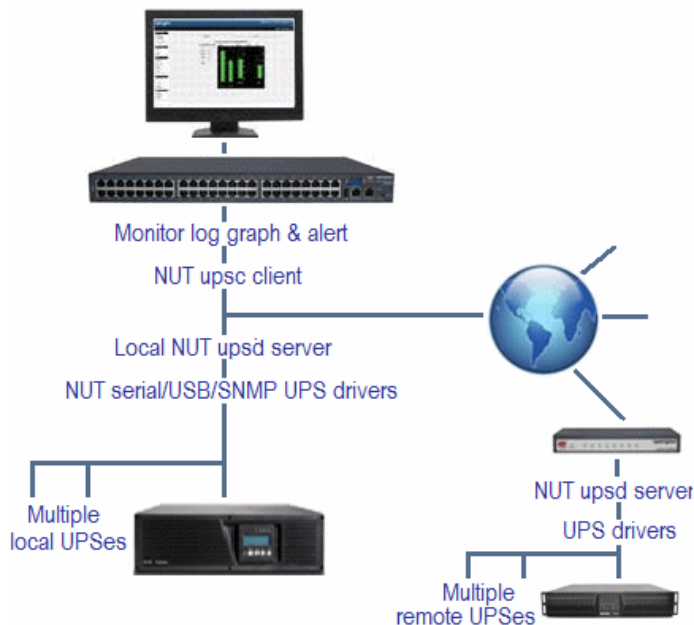 Monitor log graph & alert
NUT upsc client
Local NUT upsd server
NUT serial/USB/SNMP UPS drivers
Multiple
local UPSes
NUT upsd server
UPS drivers
Multiple
remote UPSes